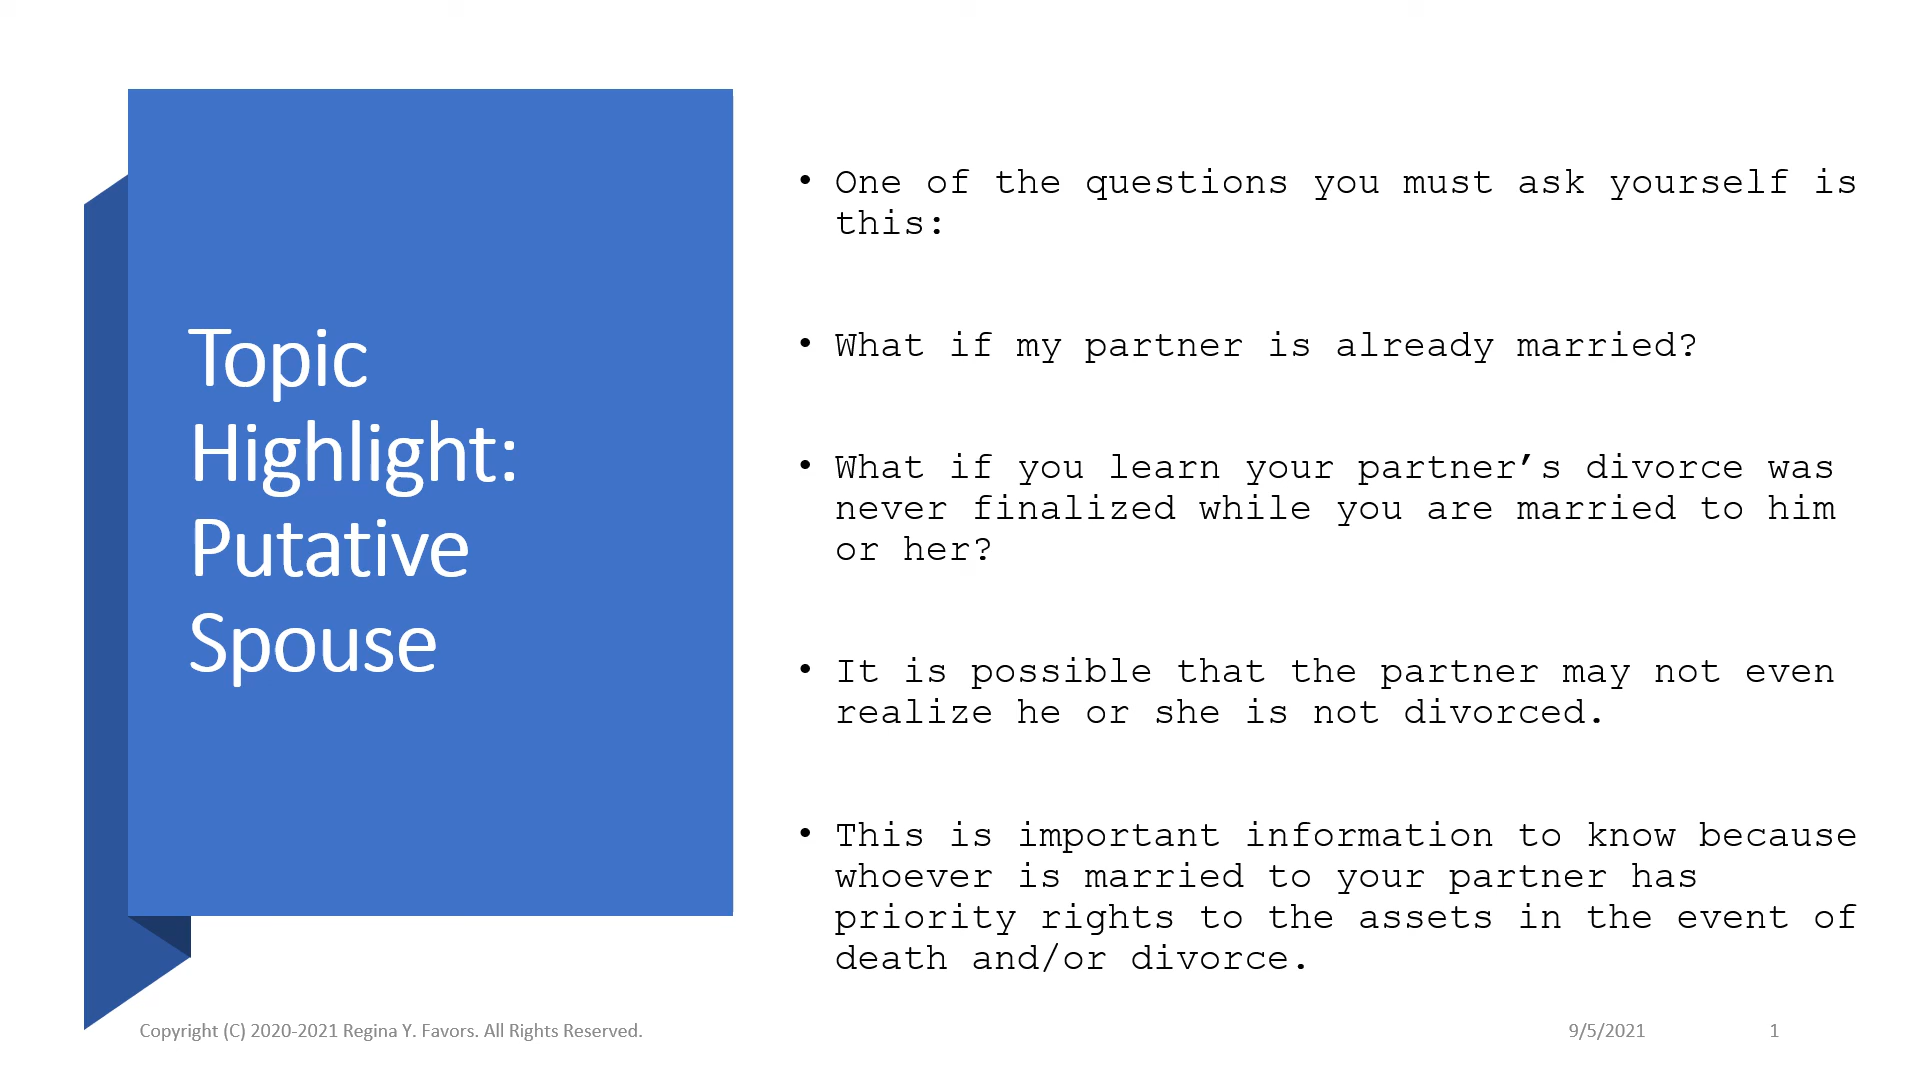 Topic
Highlight:
Putative
Spouse
• One of the questions you must ask yourself is
this:
• What if my partner is already married?
• What if you learn your partner’s divorce was
never finalized while you are married to him
or her?
• It is possible that the partner may not even
realize he or she is not divorced.
• This is important information to know because
whoever is married to your partner has
priority rights to the assets in the event of
death and/or divorce.
Copyright (C) 2020-2021 Regina Y. Favors. All Rights Reserved.
9/5/2021
1